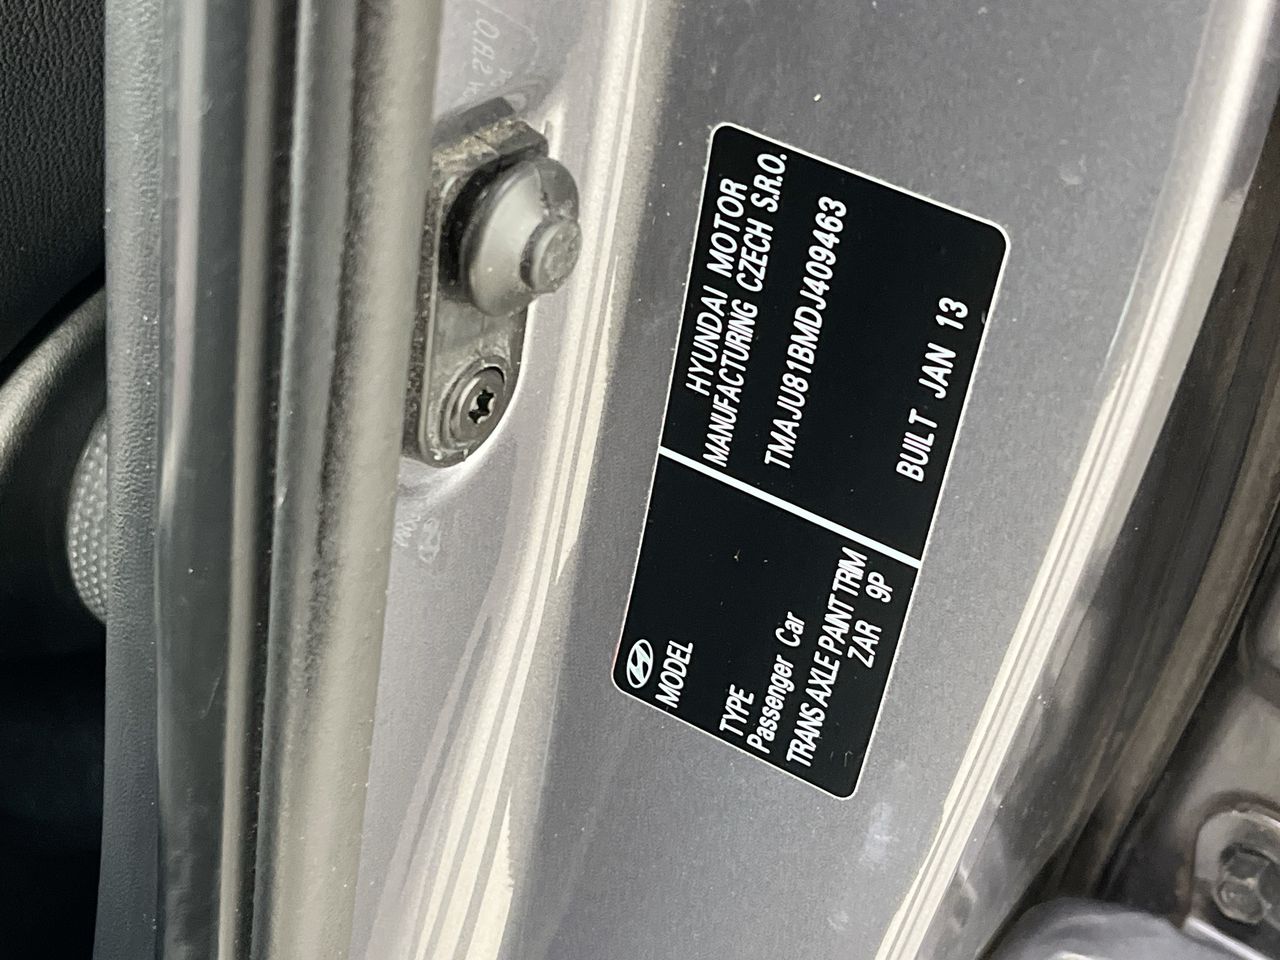 HYUNDAI MOTOR
MANUFACTURING CZECH S.R.O.
TMAJU81BMDJ409463
BUILT JAN 13
MODEL
TYPE
Passenger Car
TRANS AXLE PAINT TRIM
ZAR 9P